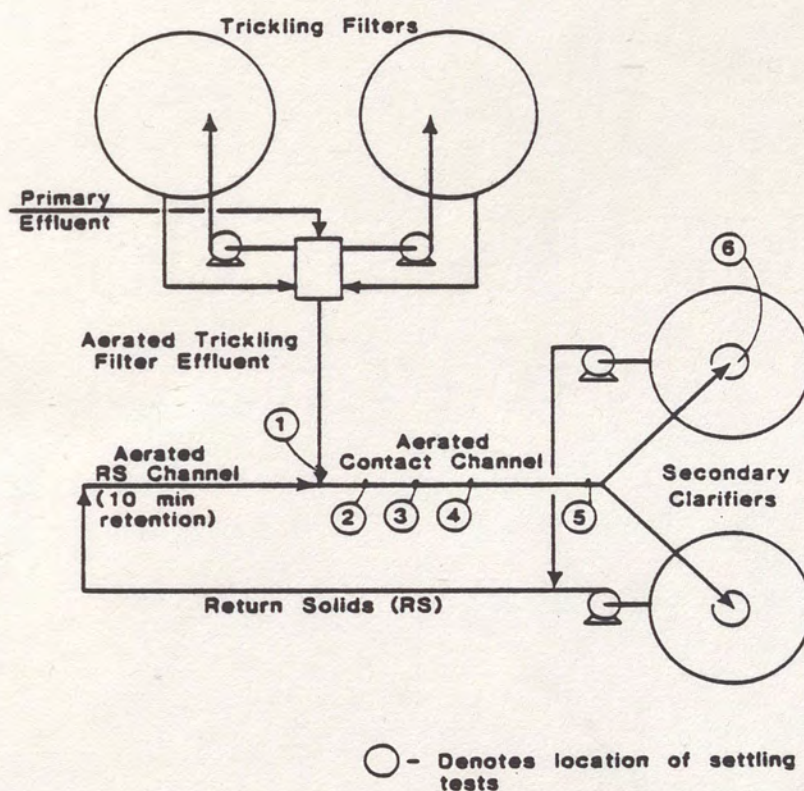 Trickling Filters
Primary
Effluent
6
Aerated Trickling
Filter Effluent
1
Aerated
RS Channel
(10 min
retention)
Aerated
Contact Channel
2
3
4
5
Secondary
Clarifiers
Return Solids (RS)
- Denotes location of settling
tests